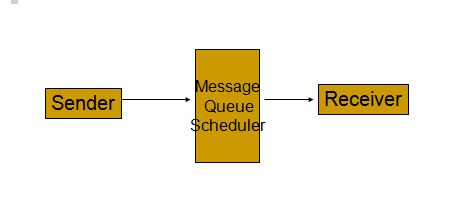 Sender
Message
Queue
Scheduler
Receiver